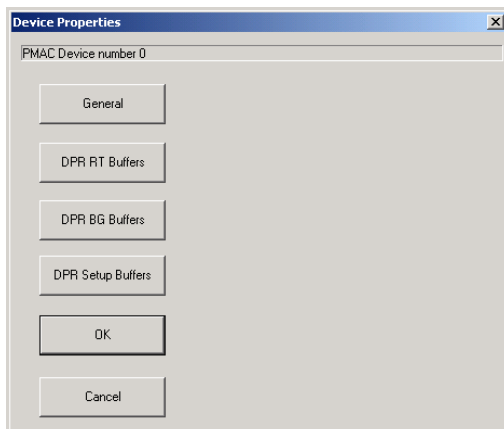 Device Properties
PMAC Device number 0
General
DPR RT Buffers
DPR BG Buffers
DPR Setup Buffers
OK
Cancel